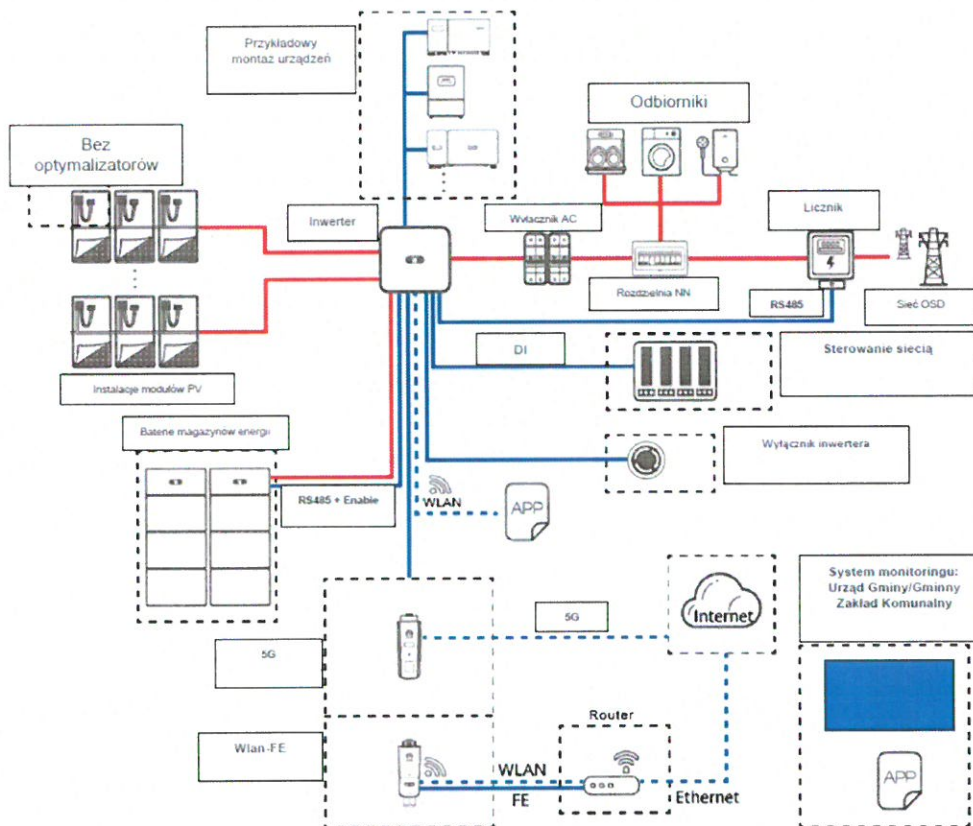 Przykładowy
montaż urządzeń
Odbiorniki
Bez
optymalizatorów
Inwerter
Wyłącznik AC
Licznik
Rozdzielnia NN
RS485
Sieć OSD
DI
Sterowanie siecią
Instalacje modułów PV
Baterie magazynów energii
Wyłącznik inwertera
RS485 + Enable
WLAN
APP
System monitoringu:
Urząd Gminy/Gminny
Zakład Komunalny
Internet
5G
5G
Router
Wlan-FE
WLAN
FE
Ethernet
APP